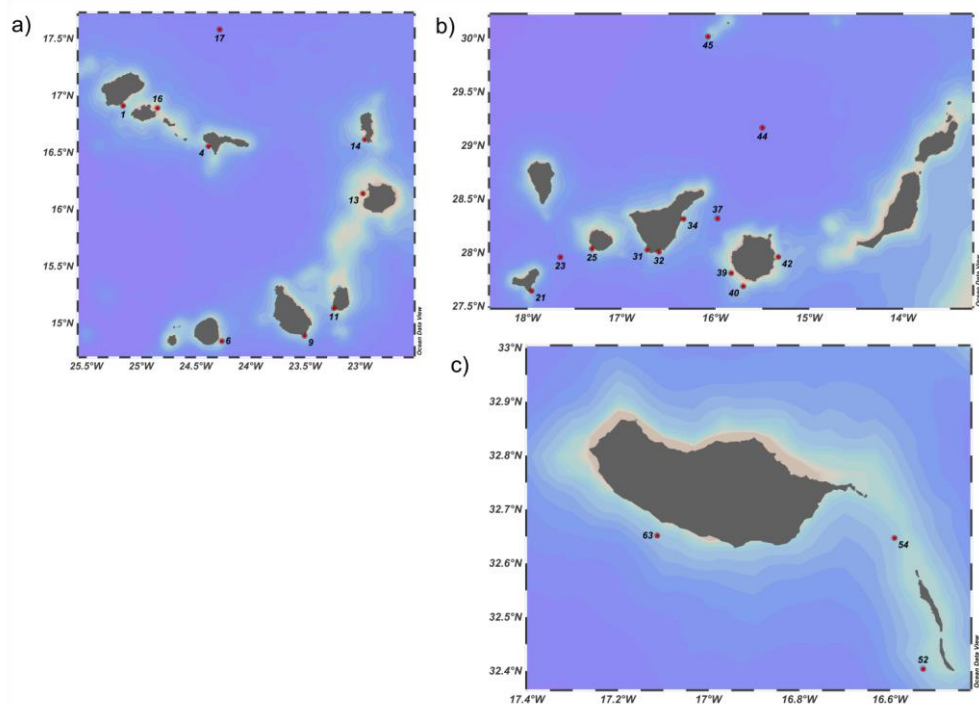 a)
17.5°N
17°N
16.5°N
16°N
15.5°N
15°N
25.5°W
25°W
24.5°W
24°W
23.5°W
23°W
17
1
16
4
14
13
11
9
6
Ocean Data View
b)
30°N
29.5°N
29°N
28.5°N
28°N
27.5°N
18°W
17°W
16°W
15°W
14°W
45
44
37
34
31
32
25
23
21
39
40
42
Ocean Data View
c)
33°N
32.9°N
32.8°N
32.7°N
32.6°N
32.5°N
32.4°N
17.4°W
17.2°W
17°W
16.8°W
16.6°W
63
54
52
Ocean Data View